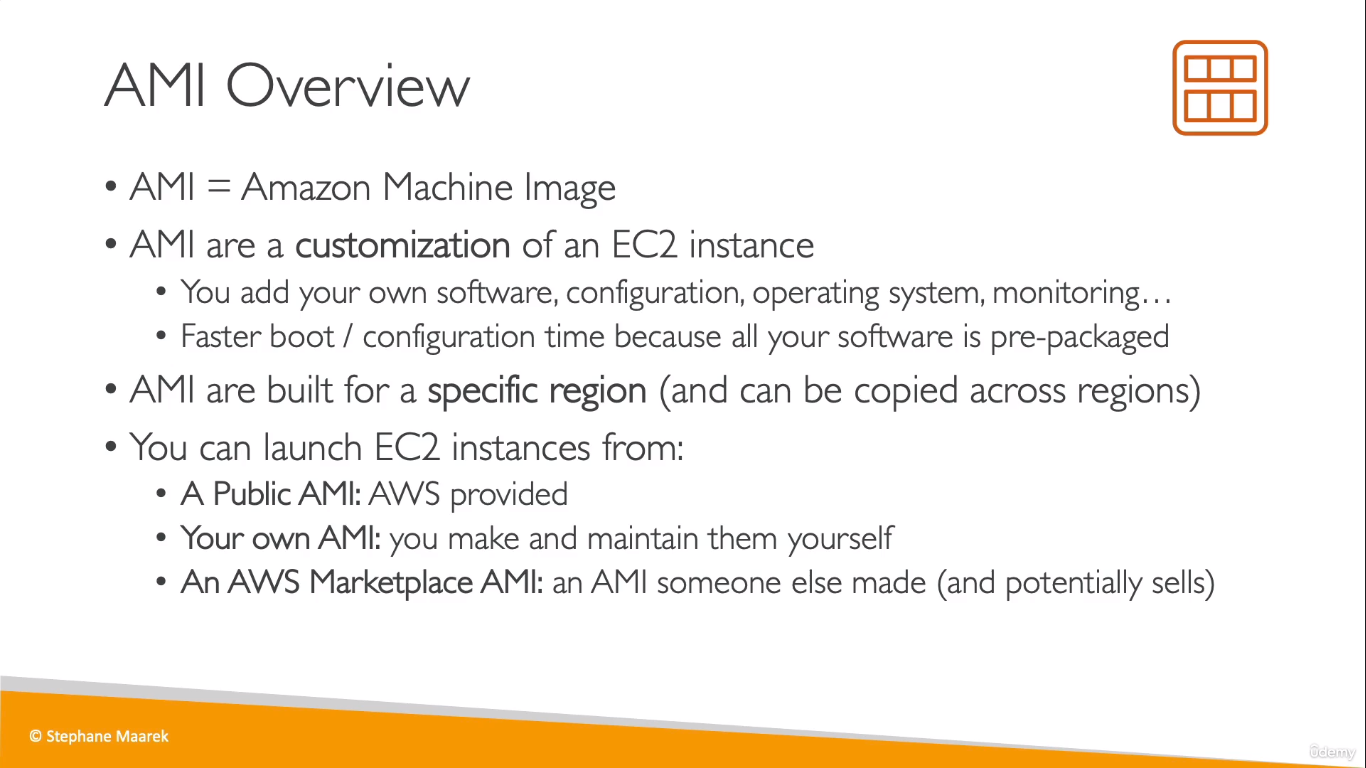 AMI Overview
• AMI = Amazon Machine Image
• AMI are a customization of an EC2 instance
• You add your own software, configuration, operating system, monitoring…
• Faster boot / configuration time because all your software is pre-packaged
• AMI are built for a specific region (and can be copied across regions)
• You can launch EC2 instances from:
• A Public AMI: AWS provided
• Your own AMI: you make and maintain them yourself
• An AWS Marketplace AMI: an AMI someone else made (and potentially sells)
© Stephane Maarek
ûdemy